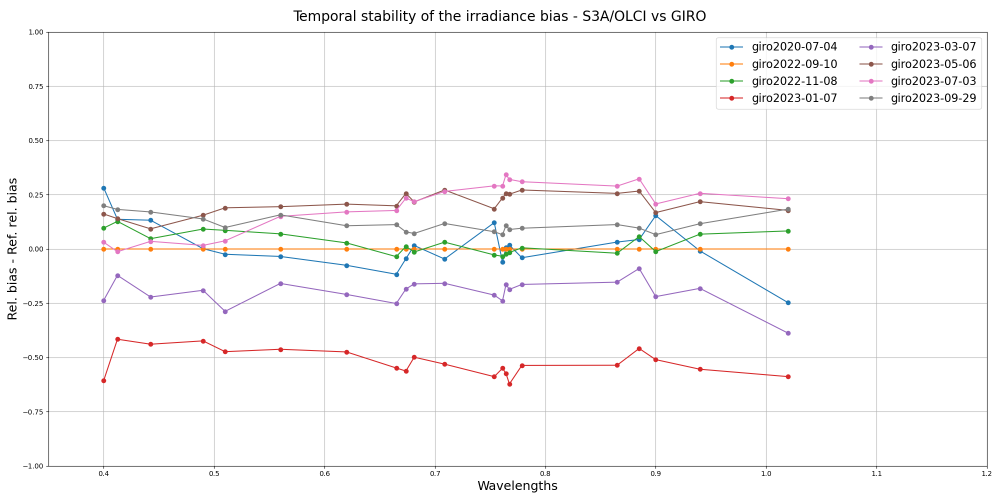 Temporal stability of the irradiance bias - S3A/OLCI vs GIRO
1.00
0.75
0.50
0.25
0.00
−0.25
−0.50
−0.75
−1.00
Rel. bias - Ref. rel. bias
giro2020-07-04
giro2022-09-10
giro2022-11-08
giro2023-01-07
giro2023-03-07
giro2023-05-06
giro2023-07-03
giro2023-09-29
0.4 0.5 0.6 0.7 0.8 0.9 1.0 1.1 1.2
Wavelengths